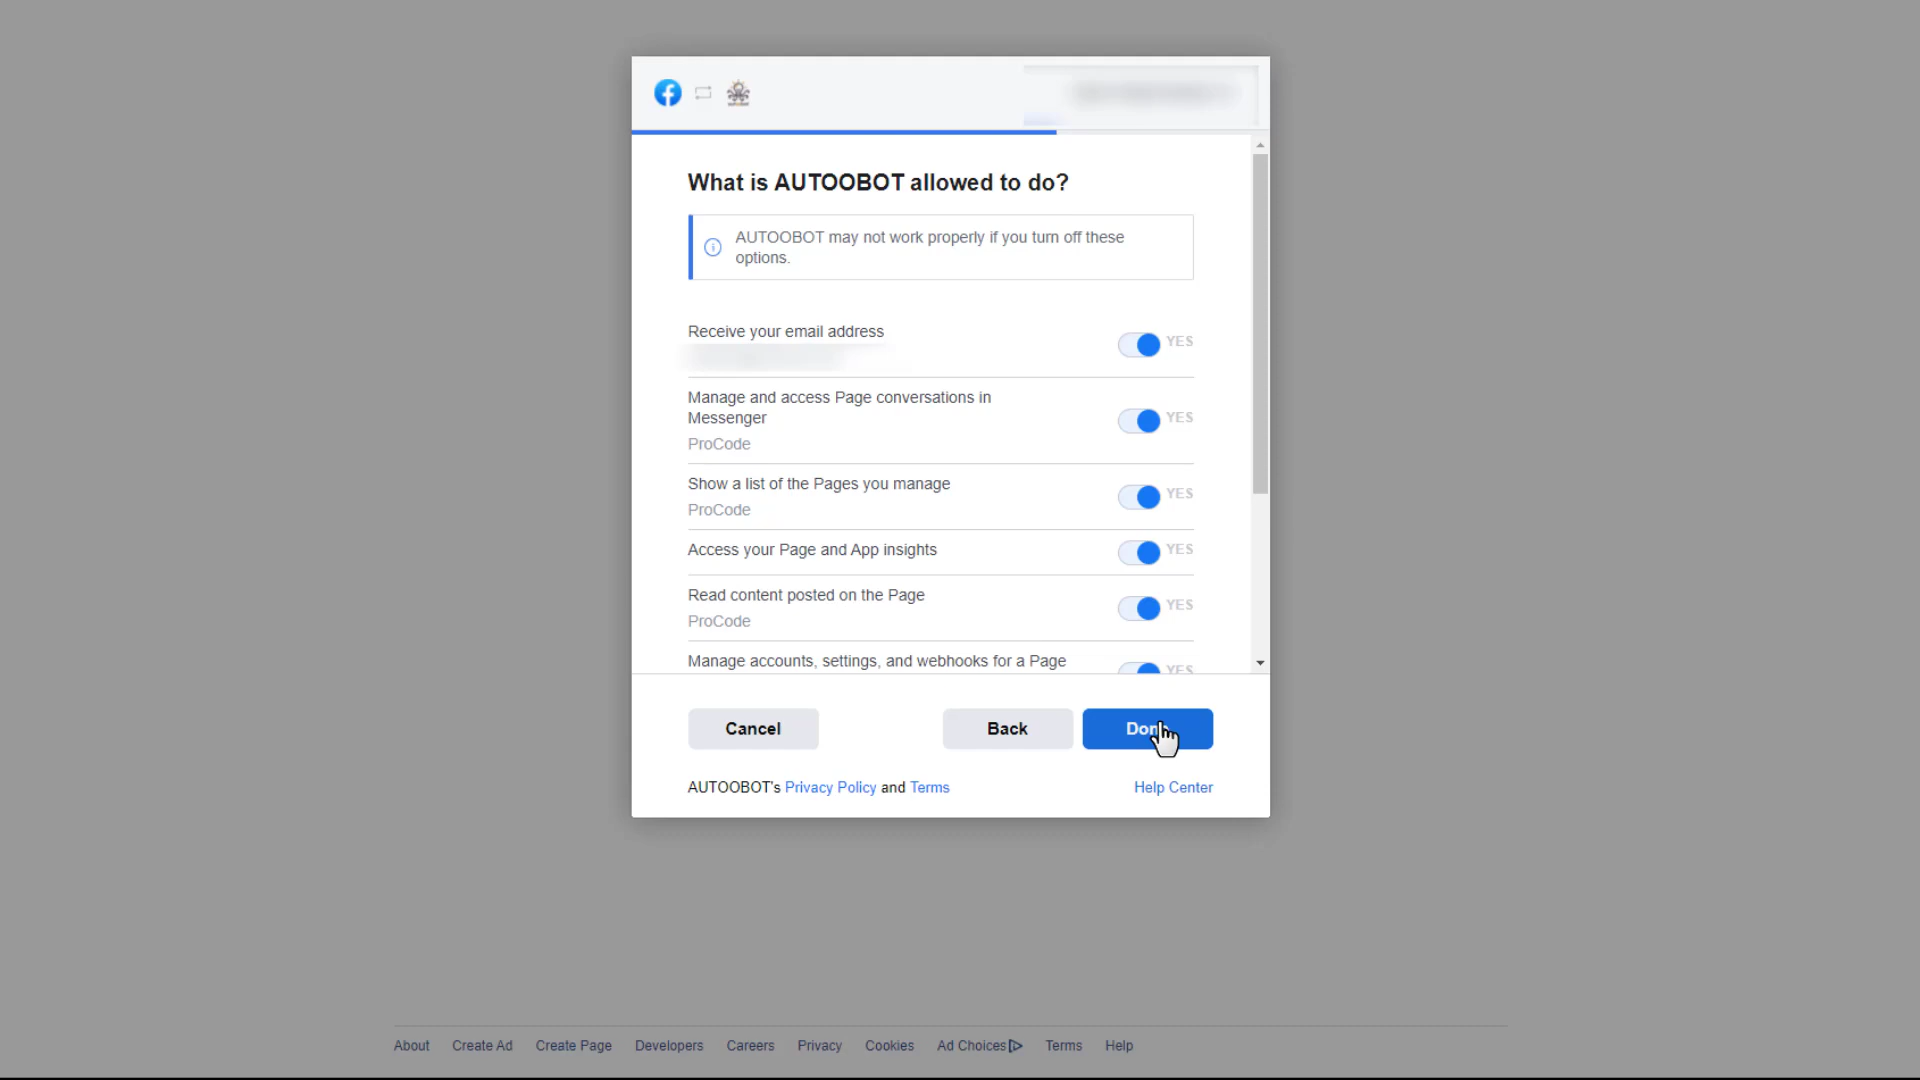 What is AUTOOBOT allowed to do?
AUTOOBOT may not work properly if you turn off these
options.
Receive your email address
YES
Manage and access Page conversations in
Messenger
YES
ProCode
Show a list of the Pages you manage
YES
ProCode
Access your Page and App insights
YES
Read content posted on the Page
YES
ProCode
Manage accounts, settings, and webhooks for a Page
YES
Cancel
Back
Done
AUTOOBOT's Privacy Policy and Terms
Help Center
About Create Ad Create Page Developers Careers Privacy Cookies Ad Choices Terms Help